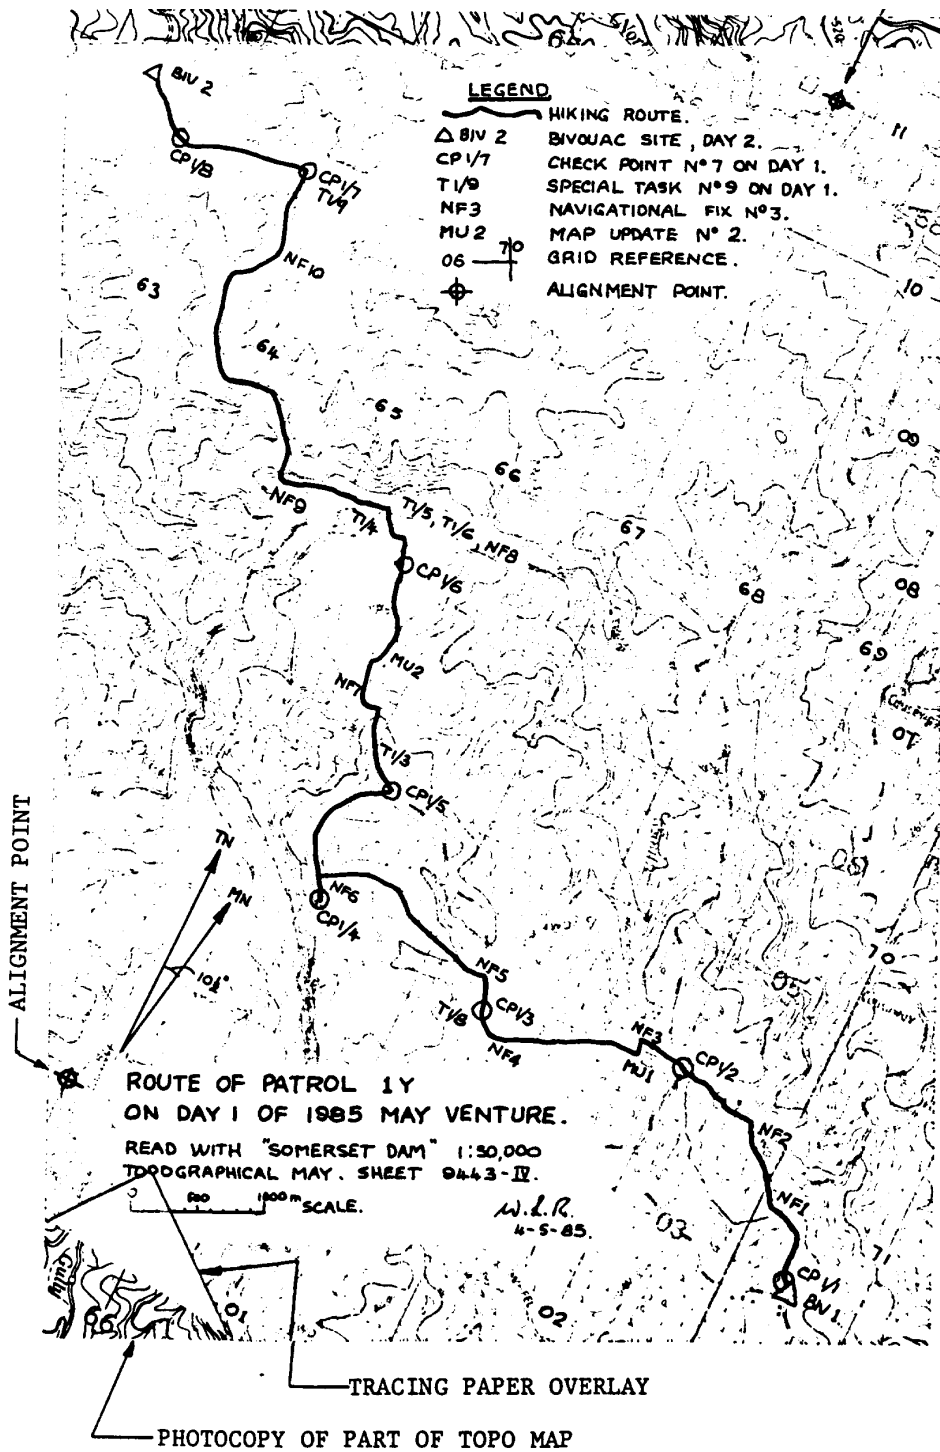 BIV 2
CP1/8
CP1/7
T1/9
LEGEND
HIKING ROUTE.
△ BIV 2 BIVOUAC SITE, DAY 2.
CP1/7 CHECK POINT Nº 7 ON DAY 1.
T1/9 SPECIAL TASK Nº 9 ON DAY 1.
NF3 NAVIGATIONAL FIX Nº 3.
MU2 MAP UPDATE Nº 2.
06 70 GRID REFERENCE.
ALIGNMENT POINT.
11
10
NF10
63
64
65
66
67
68
69
09
08
07
NF9
T1/4
T1/5, T1/6, NF8
CP1/6
MU2
NF7
T1/3
CP1/5
NF6
CP1/4
NF5
CP1/3
T1/8
NF4
NF3
MU1
CP1/2
NF2
NF1
CP1/1
BIV 1
70
71
05
03
02
01
TN
MN
10½°
ALIGNMENT POINT
ROUTE OF PATROL 1Y
ON DAY 1 OF 1985 MAY VENTURE.
READ WITH "SOMERSET DAM" 1:50,000
TOPOGRAPHICAL MAY. SHEET 9443-IV.
0 500 1000m SCALE.
W.L.R.
4-5-85.
Gully
TRACING PAPER OVERLAY
PHOTOCOPY OF PART OF TOPO MAP